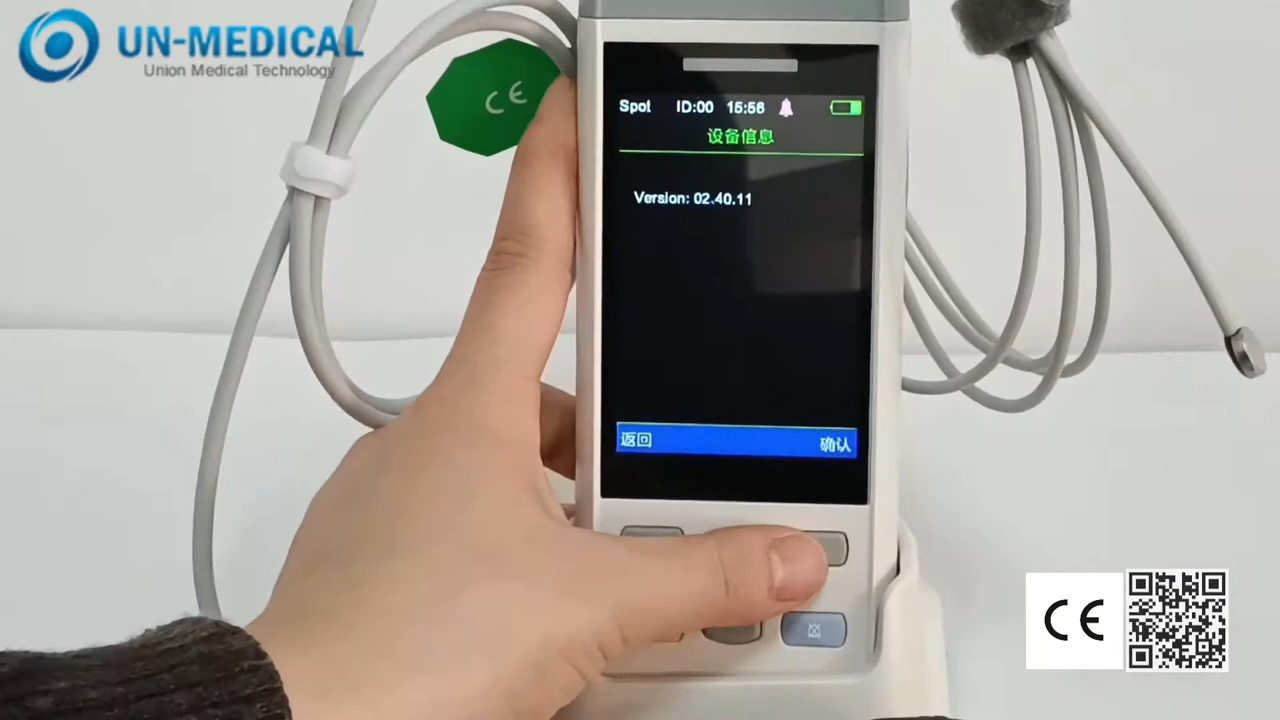 UN-MEDICAL
Union Medical Technology
CE
Spot ID:00 15:56
设备信息
Version: 02.40.11
返回 确认
CE